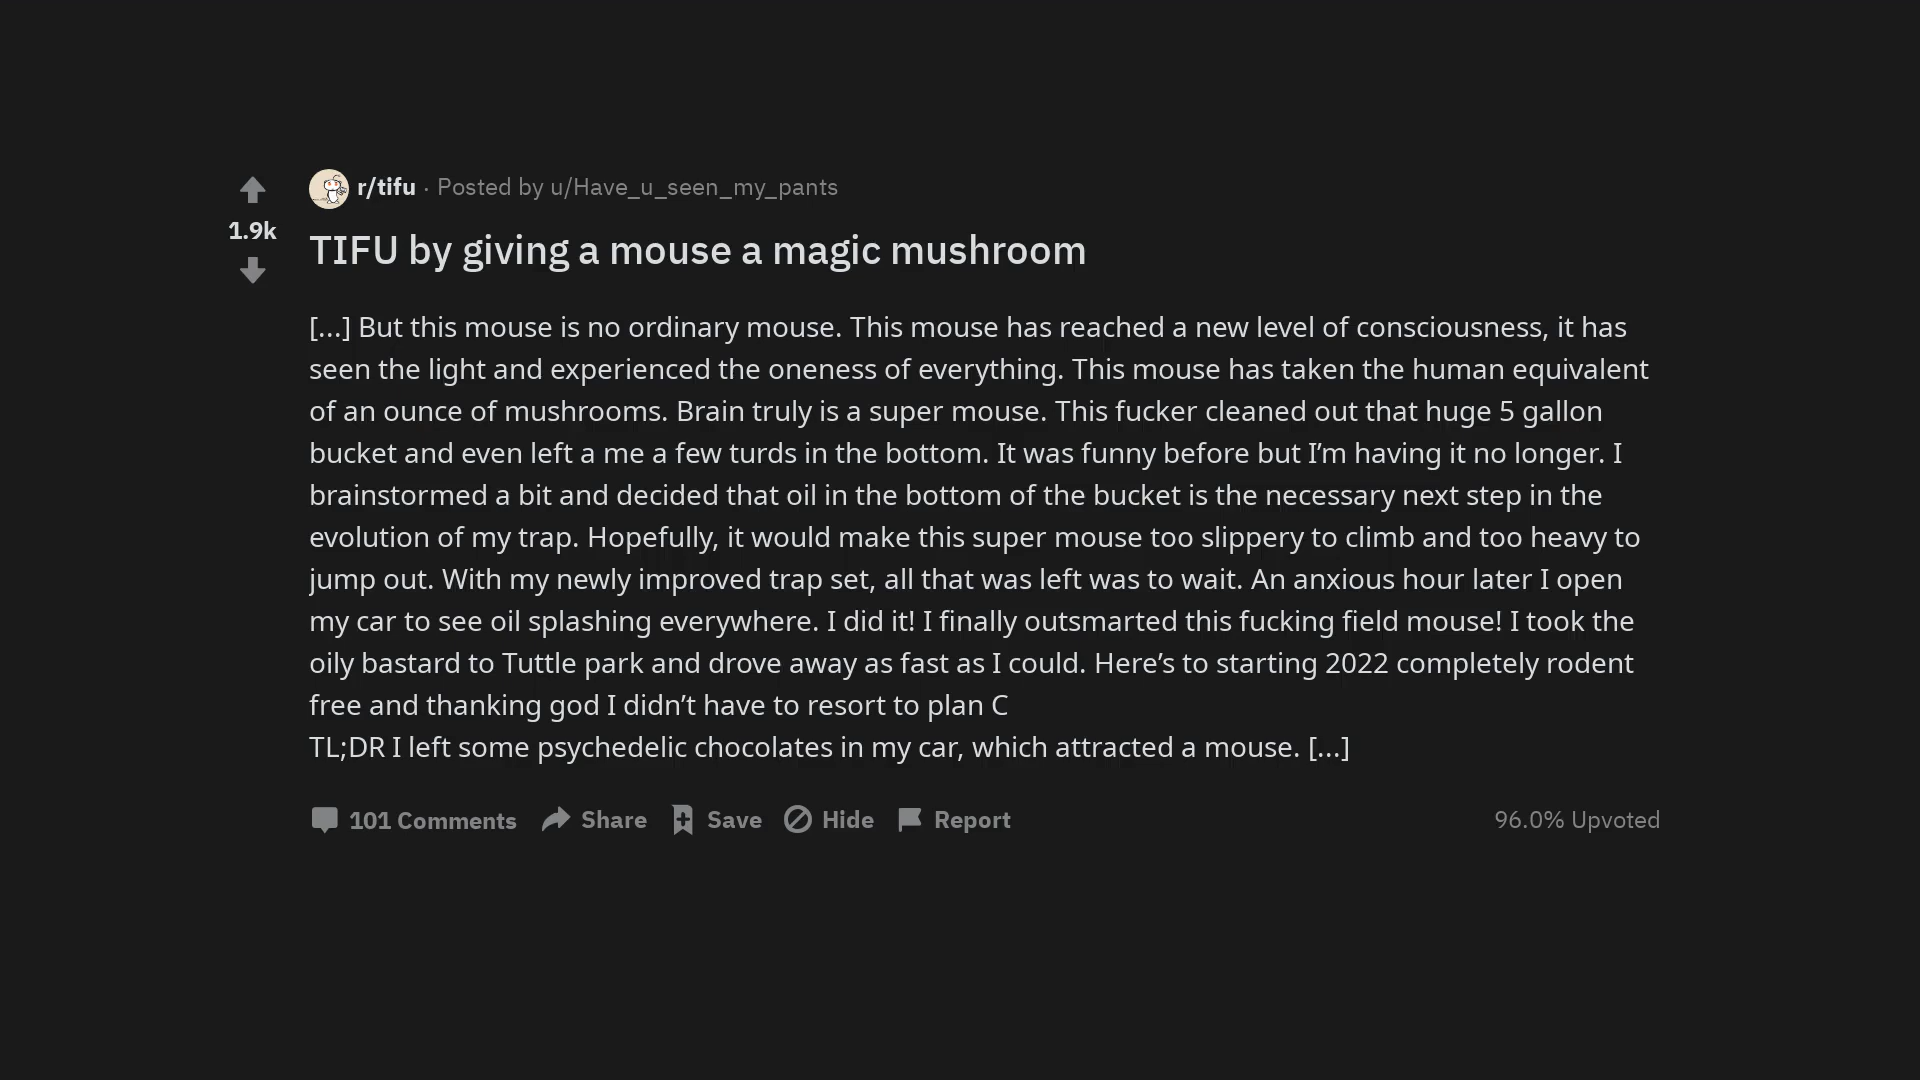 r/tifu · Posted by u/Have_u_seen_my_pants
1.9k
TIFU by giving a mouse a magic mushroom
[...] But this mouse is no ordinary mouse. This mouse has reached a new level of consciousness, it has
seen the light and experienced the oneness of everything. This mouse has taken the human equivalent
of an ounce of mushrooms. Brain truly is a super mouse. This fucker cleaned out that huge 5 gallon
bucket and even left a me a few turds in the bottom. It was funny before but I’m having it no longer. I
brainstormed a bit and decided that oil in the bottom of the bucket is the necessary next step in the
evolution of my trap. Hopefully, it would make this super mouse too slippery to climb and too heavy to
jump out. With my newly improved trap set, all that was left was to wait. An anxious hour later I open
my car to see oil splashing everywhere. I did it! I finally outsmarted this fucking field mouse! I took the
oily bastard to Tuttle park and drove away as fast as I could. Here’s to starting 2022 completely rodent
free and thanking god I didn’t have to resort to plan C
TL;DR I left some psychedelic chocolates in my car, which attracted a mouse. [...]
101 Comments Share Save Hide Report 96.0% Upvoted